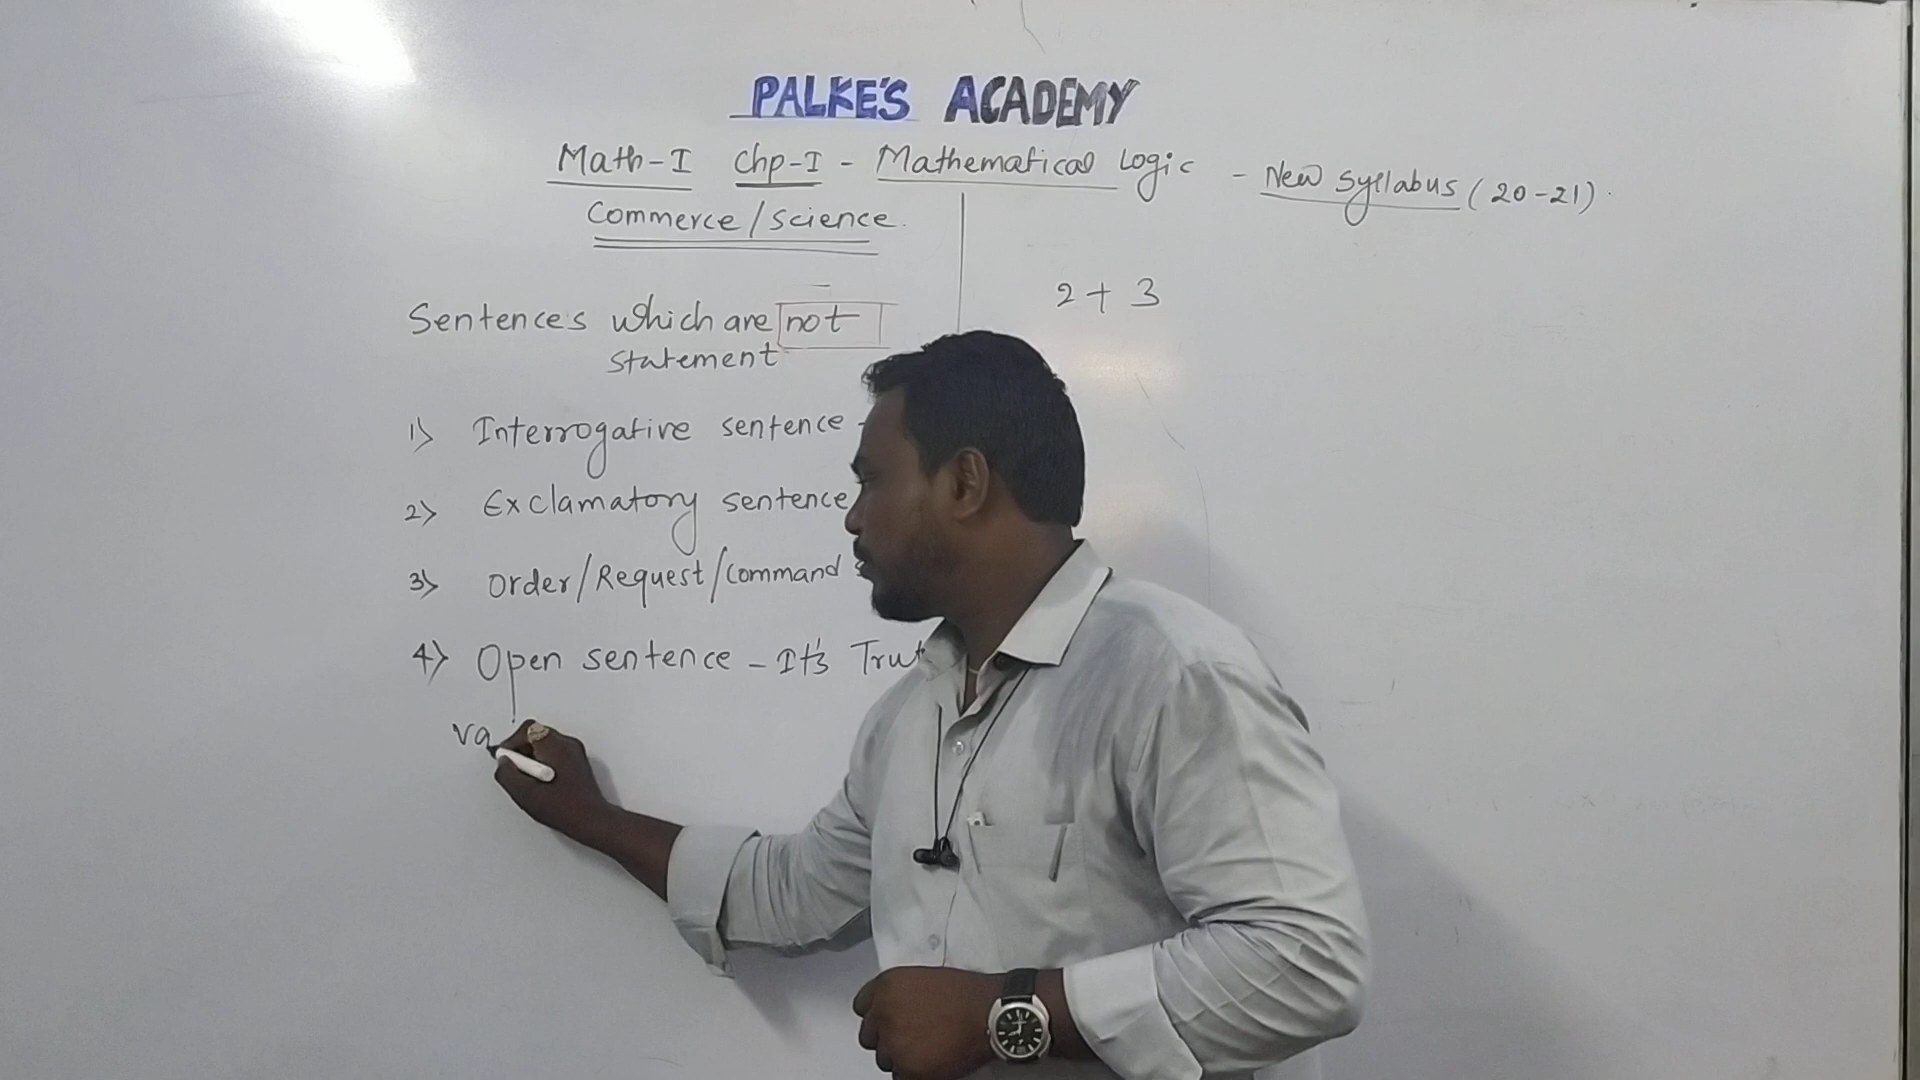 PALKE'S ACADEMY
Math-I Chp-I - Mathematical Logic - New Syllabus (20-21).
Commerce/Science.
Sentences which are not
statement
2+3
1) Interrogative sentence -
2) Exclamatory sentence
3) Order/Request/Command
4) Open sentence - It's Trut
va